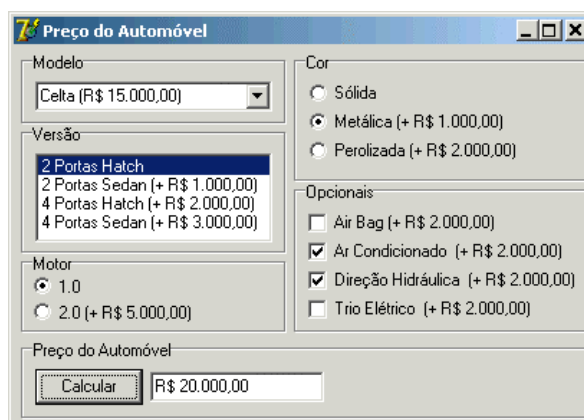 Preço do Automóvel
Modelo
Celta (R$ 15.000,00)
Versão
2 Portas Hatch
2 Portas Sedan (+ R$ 1.000,00)
4 Portas Hatch (+ R$ 2.000,00)
4 Portas Sedan (+ R$ 3.000,00)
Motor
1.0
2.0 (+ R$ 5.000,00)
Cor
Sólida
Metálica (+ R$ 1.000,00)
Perolizada (+ R$ 2.000,00)
Opcionais
Air Bag (+ R$ 2.000,00)
Ar Condicionado (+ R$ 2.000,00)
Direção Hidráulica (+ R$ 2.000,00)
Trio Elétrico (+ R$ 2.000,00)
Preço do Automóvel
Calcular R$ 20.000,00